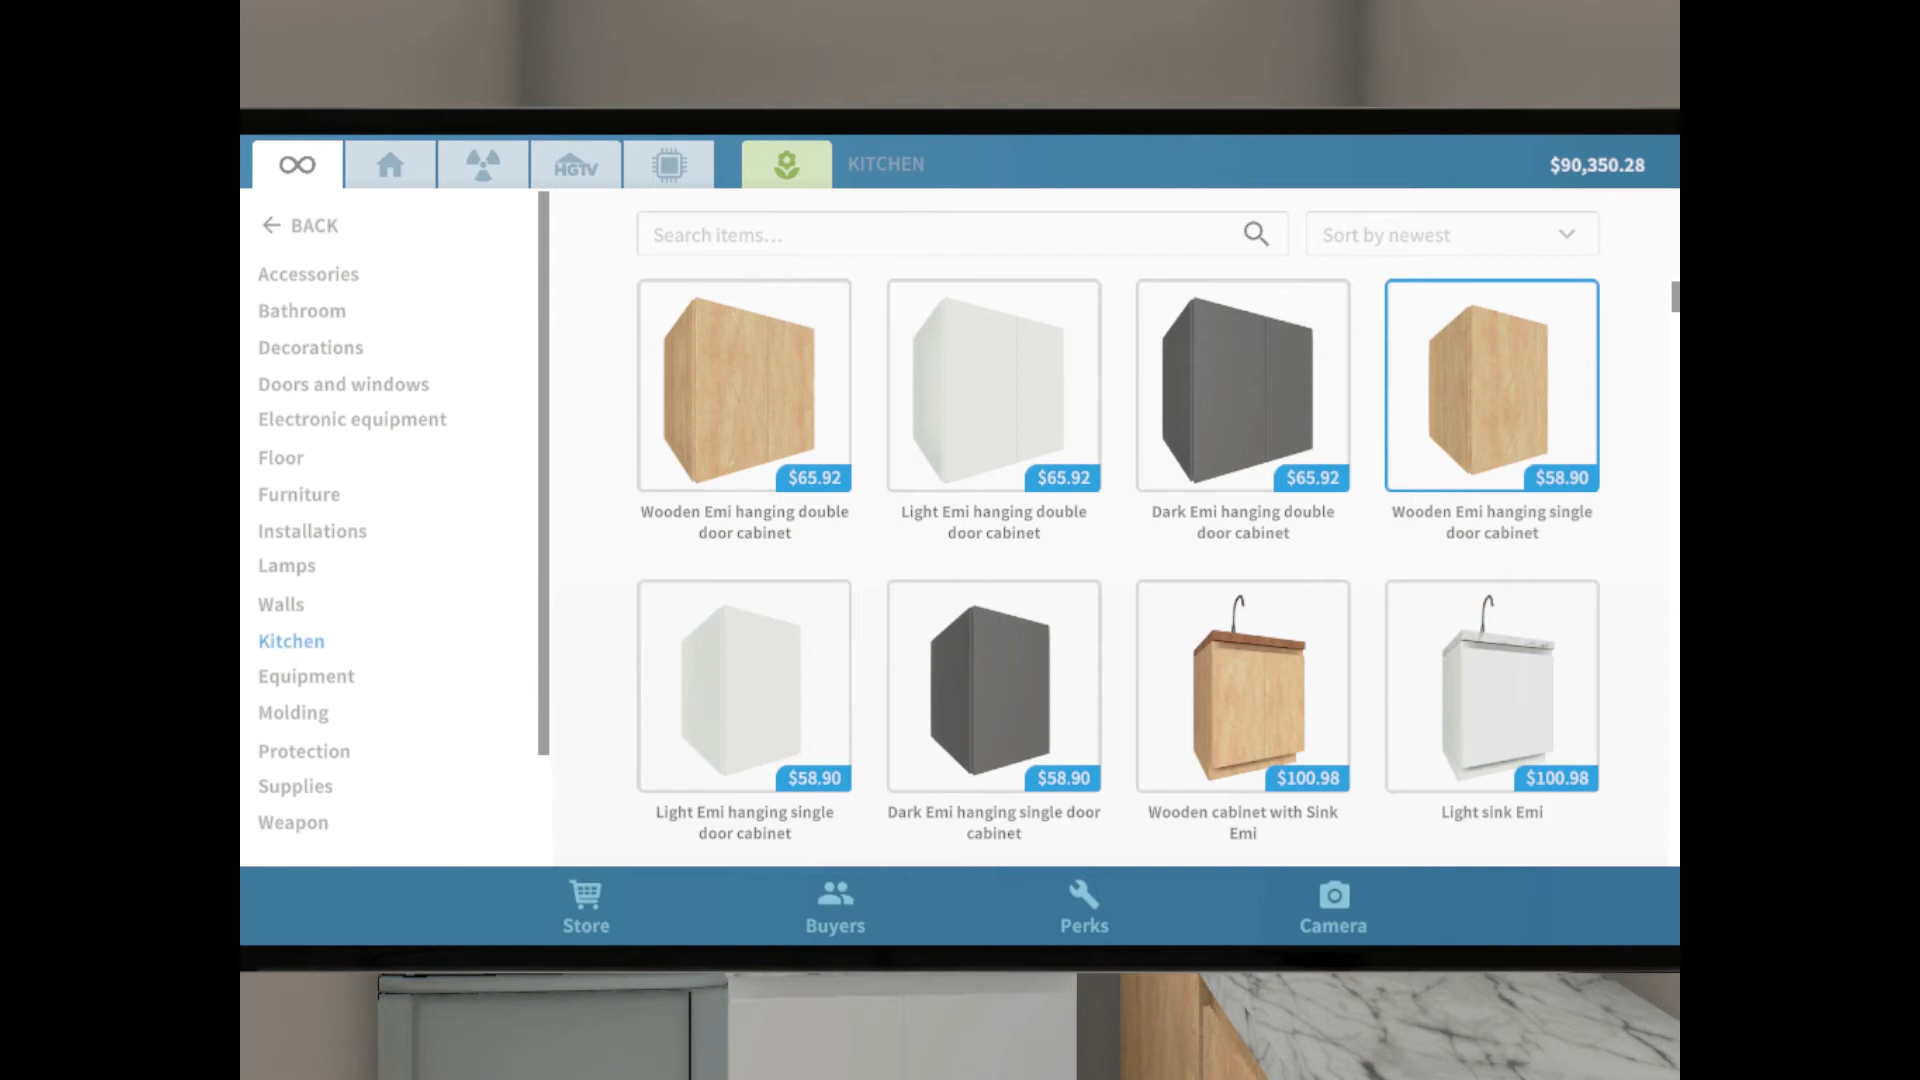 HGTV
KITCHEN
$90,350.28
BACK
Accessories
Bathroom
Decorations
Doors and windows
Electronic equipment
Floor
Furniture
Installations
Lamps
Walls
Kitchen
Equipment
Molding
Protection
Supplies
Weapon
Search items...
Sort by newest
$65.92
$65.92
$65.92
$58.90
Wooden Emi hanging double
door cabinet
Light Emi hanging double
door cabinet
Dark Emi hanging double
door cabinet
Wooden Emi hanging single
door cabinet
$58.90
$58.90
$100.98
$100.98
Light Emi hanging single
door cabinet
Dark Emi hanging single door
cabinet
Wooden cabinet with Sink
Emi
Light sink Emi
Store
Buyers
Perks
Camera